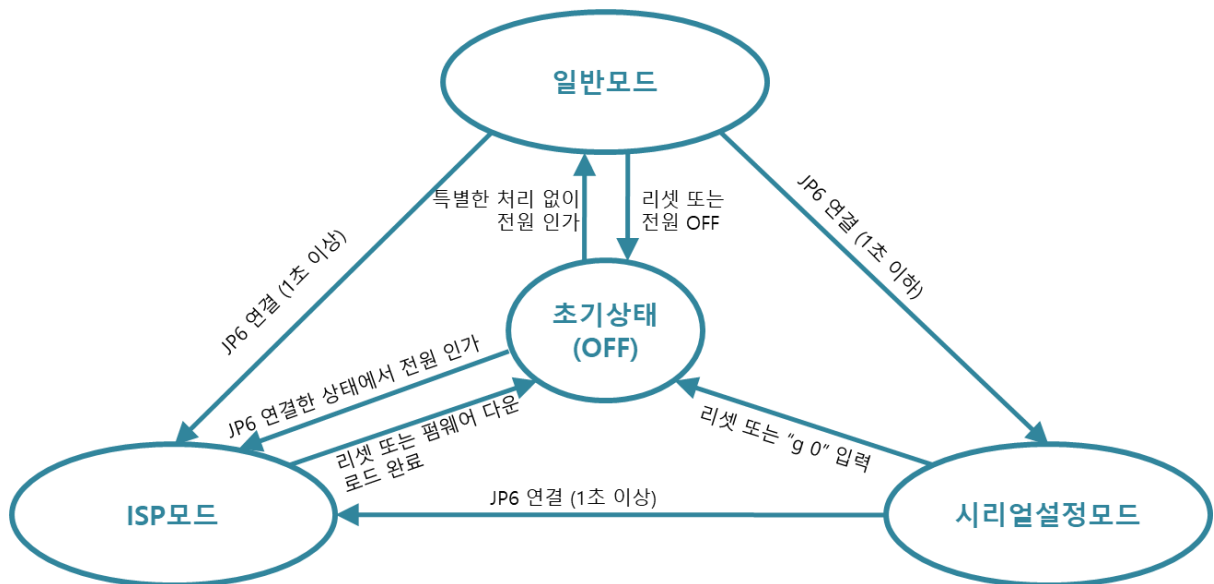 일반모드
특별한 처리 없이
전원 인가
리셋 또는
전원 OFF
JP6 연결 (1초 이상)
JP6 연결 (1초 이하)
초기상태
(OFF)
JP6 연결한 상태에서 전원 인가
리셋 또는 펌웨어 다운
로드 완료
리셋 또는 “g 0” 입력
JP6 연결 (1초 이상)
ISP모드
시리얼설정모드